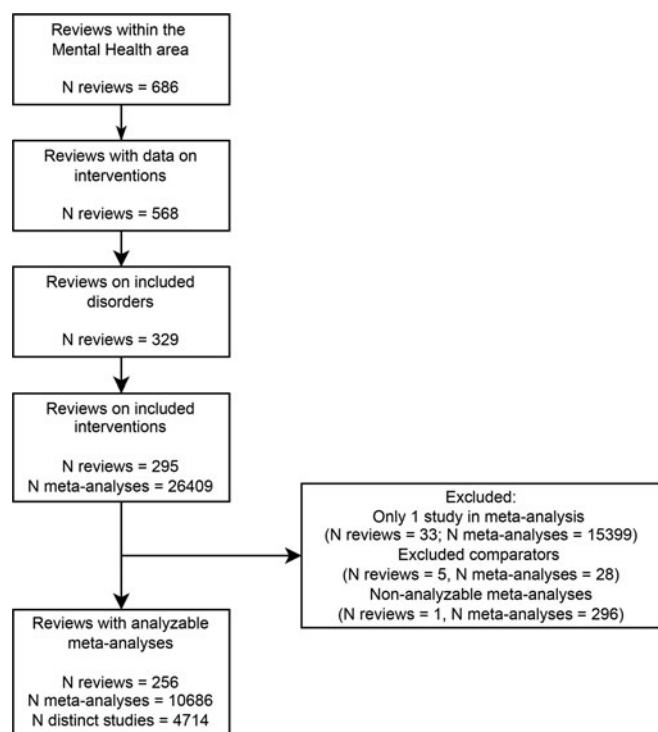 Reviews within the
Mental Health area
N reviews = 686
Reviews with data on
interventions
N reviews = 568
Reviews on included
disorders
N reviews = 329
Reviews on included
interventions
N reviews = 295
N meta-analyses = 26409
Excluded:
Only 1 study in meta-analysis
(N reviews = 33; N meta-analyses = 15399)
Excluded comparators
(N reviews = 5, N meta-analyses = 28)
Non-analyzable meta-analyses
(N reviews = 1, N meta-analyses = 296)
Reviews with analyzable
meta-analyses
N reviews = 256
N meta-analyses = 10686
N distinct studies = 4714